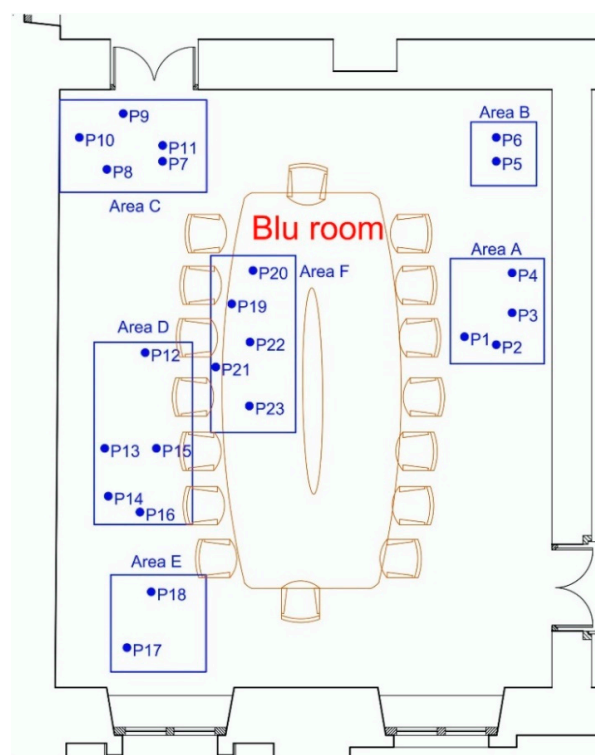 P9
Area B
P10
P6
P11
P7
P5
P8
Area C
Blu room
Area A
Area F
P20
P4
P19
P3
Area D
P1
P22
P2
P12
P21
P23
P13
P15
P14
P16
Area E
P18
P17